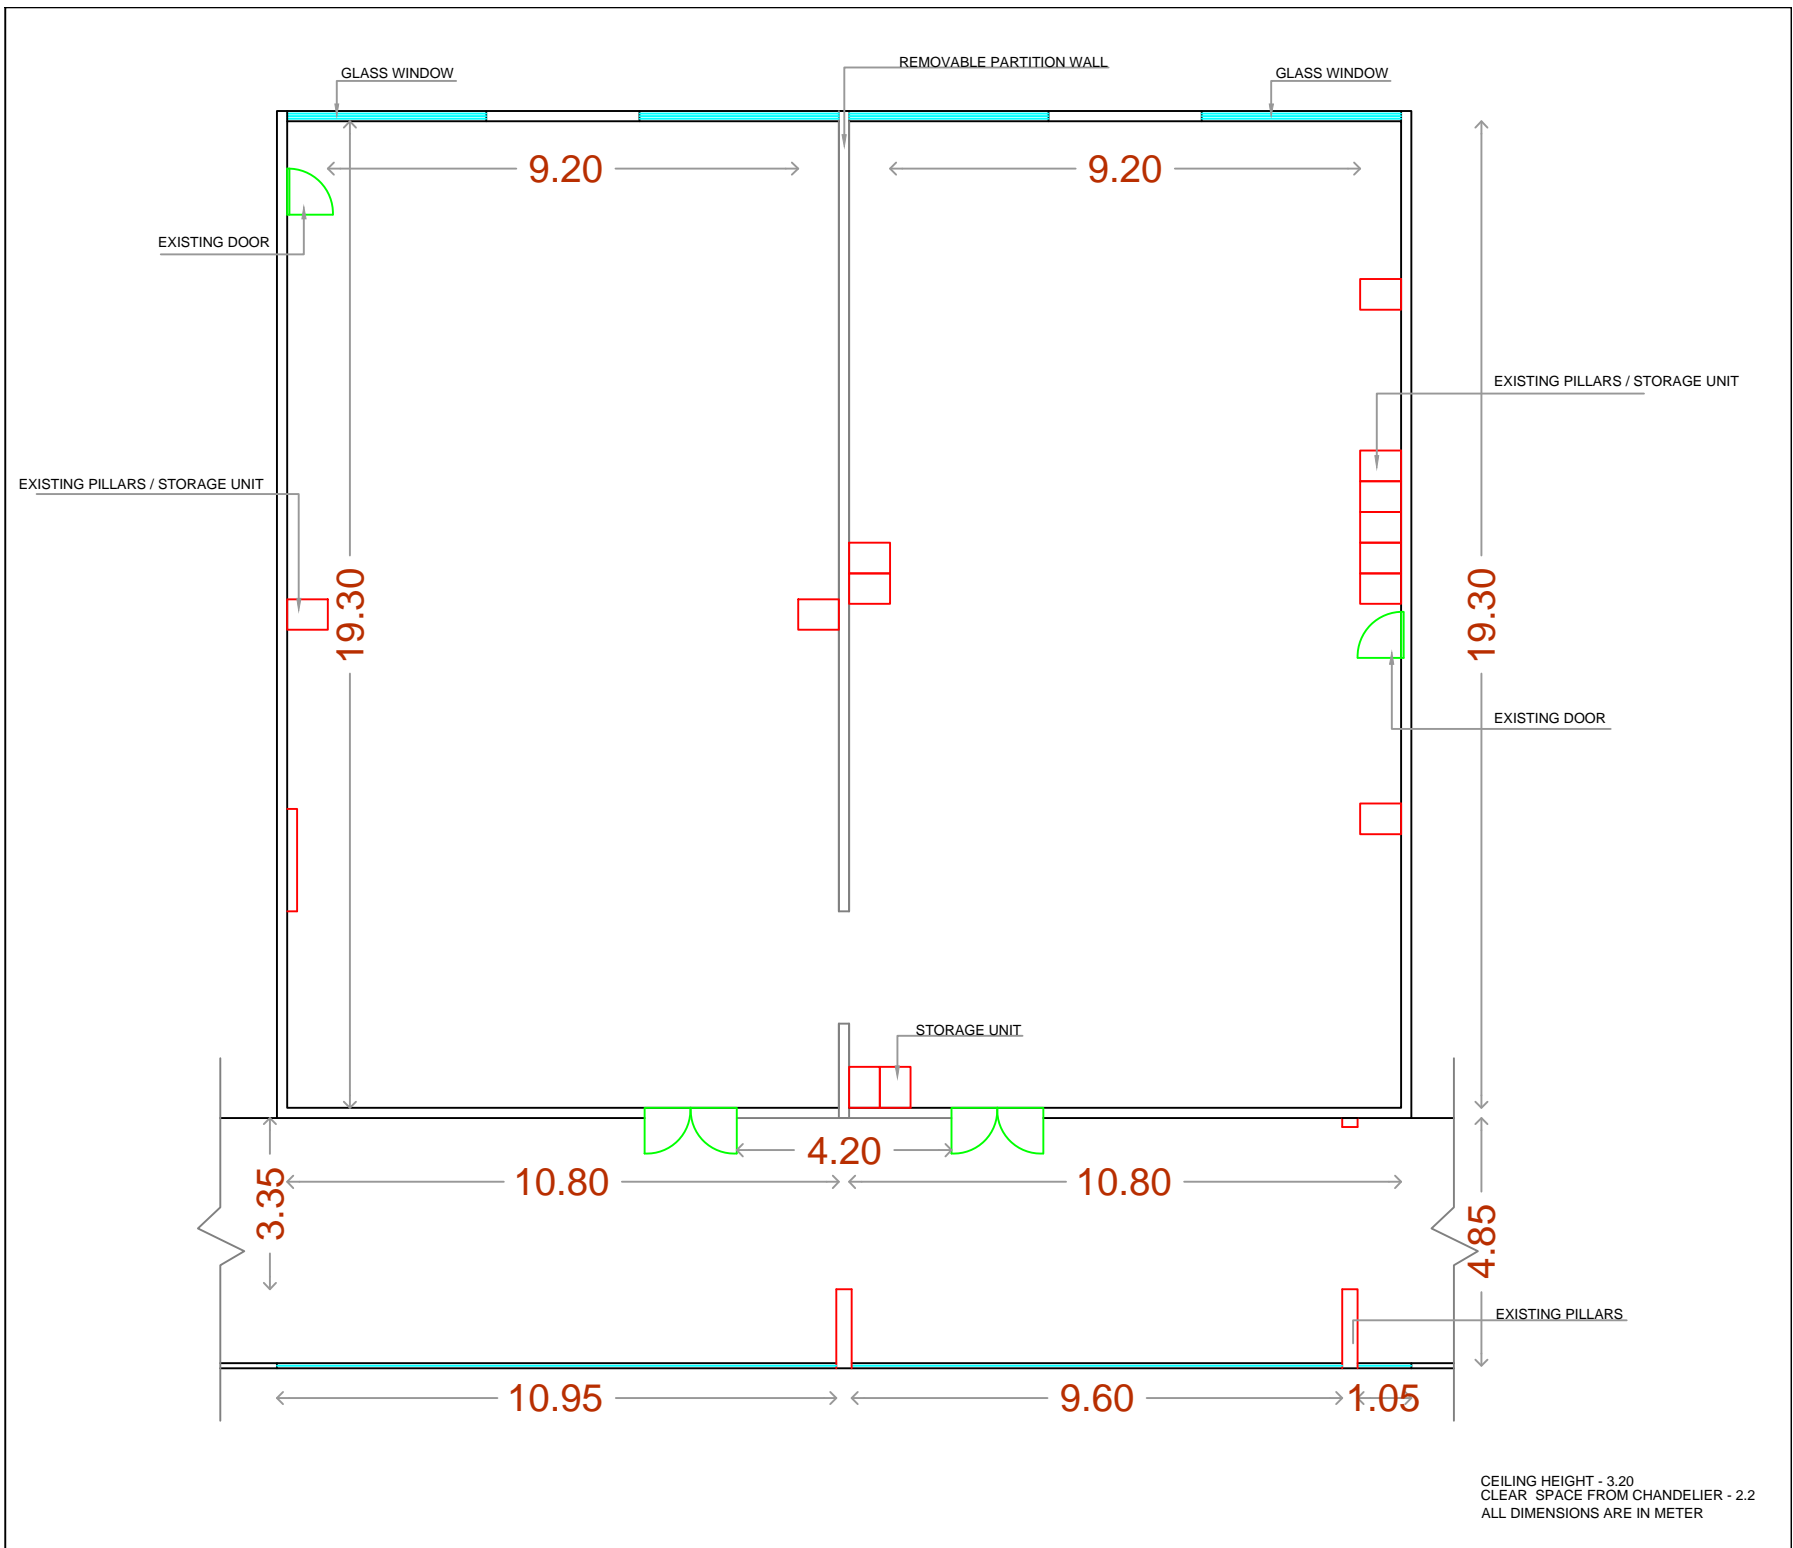 REMOVABLE PARTITION WALL
GLASS WINDOW
GLASS WINDOW
9.20
9.20
EXISTING DOOR
EXISTING PILLARS / STORAGE UNIT
EXISTING PILLARS / STORAGE UNIT
19.30
19.30
EXISTING DOOR
STORAGE UNIT
4.20
10.80
10.80
3.35
4.85
EXISTING PILLARS
10.95
9.60
1.05
CEILING HEIGHT - 3.20
CLEAR SPACE FROM CHANDELIER - 2.2
ALL DIMENSIONS ARE IN METER